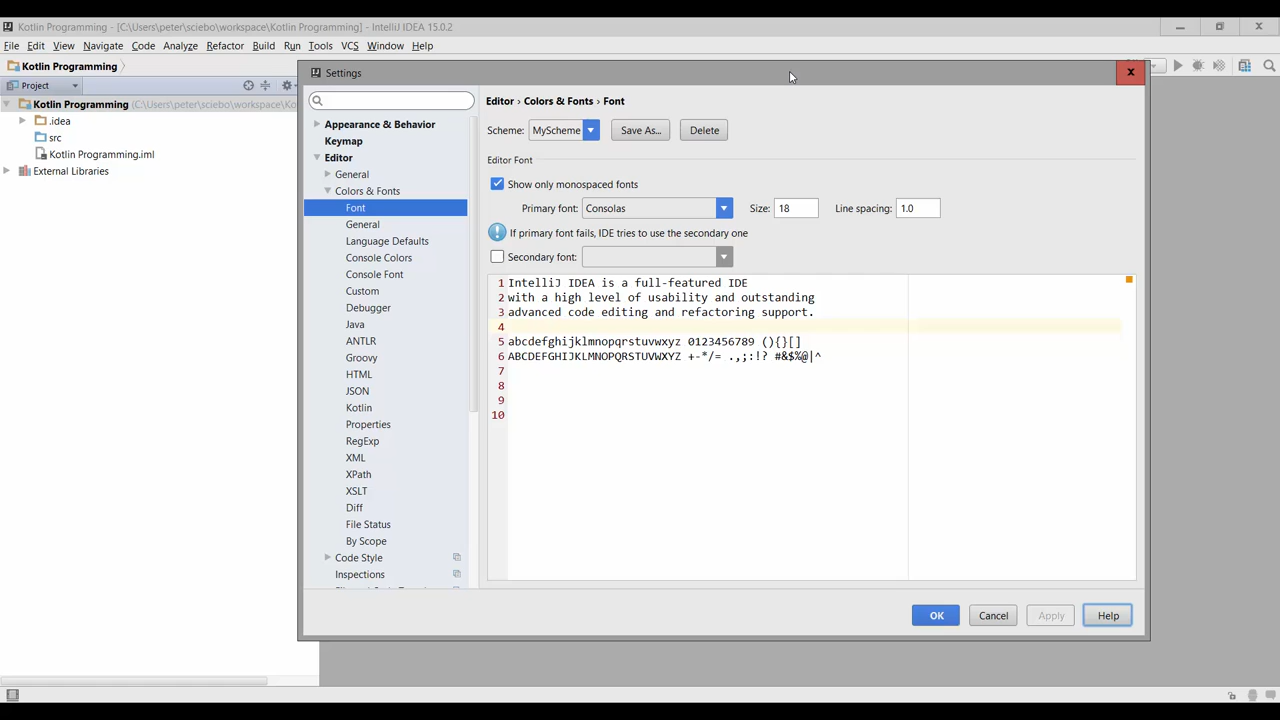 Kotlin Programming - [C:\Users\peter\sciebo\workspace\Kotlin Programming] - IntelliJ IDEA 15.0.2
File Edit View Navigate Code Analyze Refactor Build Run Tools VCS Window Help
Kotlin Programming
Project
Kotlin Programming (C:\Users\peter\sciebo\workspace\Ko
.idea
src
Kotlin Programming.iml
External Libraries
Settings
Appearance & Behavior
Keymap
Editor
General
Colors & Fonts
Font
General
Language Defaults
Console Colors
Console Font
Custom
Debugger
Java
ANTLR
Groovy
HTML
JSON
Kotlin
Properties
RegExp
XML
XPath
XSLT
Diff
File Status
By Scope
Code Style
Inspections
Editor › Colors & Fonts › Font
Scheme: MyScheme Save As... Delete
Editor Font
Show only monospaced fonts
Primary font: Consolas Size: 18 Line spacing: 1.0
If primary font fails, IDE tries to use the secondary one
Secondary font:
1 IntelliJ IDEA is a full-featured IDE
2 with a high level of usability and outstanding
3 advanced code editing and refactoring support.
4
5 abcdefghijklmnopqrstuvwxyz 0123456789 (){}[]
6 ABCDEFGHIJKLMNOPQRSTUVWXYZ +-*/= .,;:!? #&$%@|^
7
8
9
10
OK Cancel Apply Help